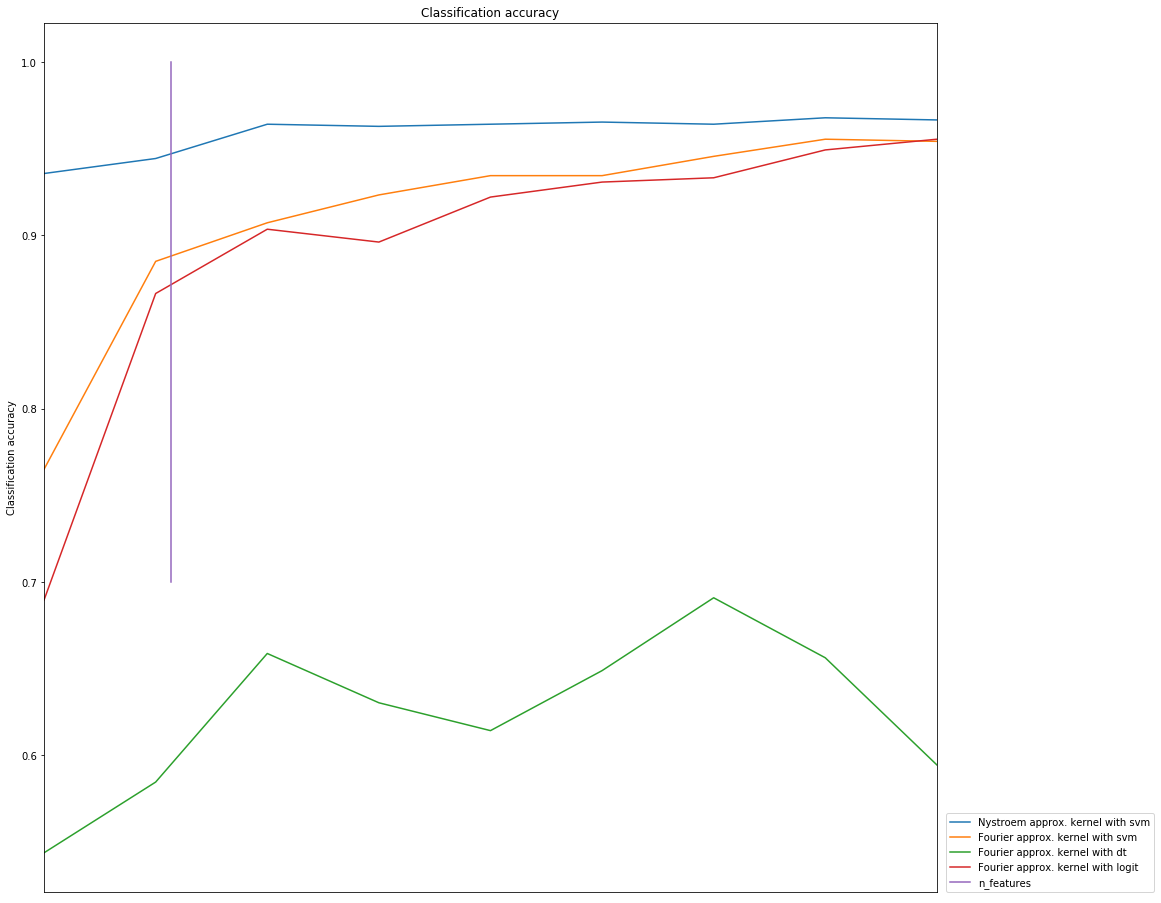 Classification accuracy
1.0
0.9
0.8
0.7
0.6
Classification accuracy
Nystroem approx. kernel with svm
Fourier approx. kernel with svm
Fourier approx. kernel with dt
Fourier approx. kernel with logit
n_features